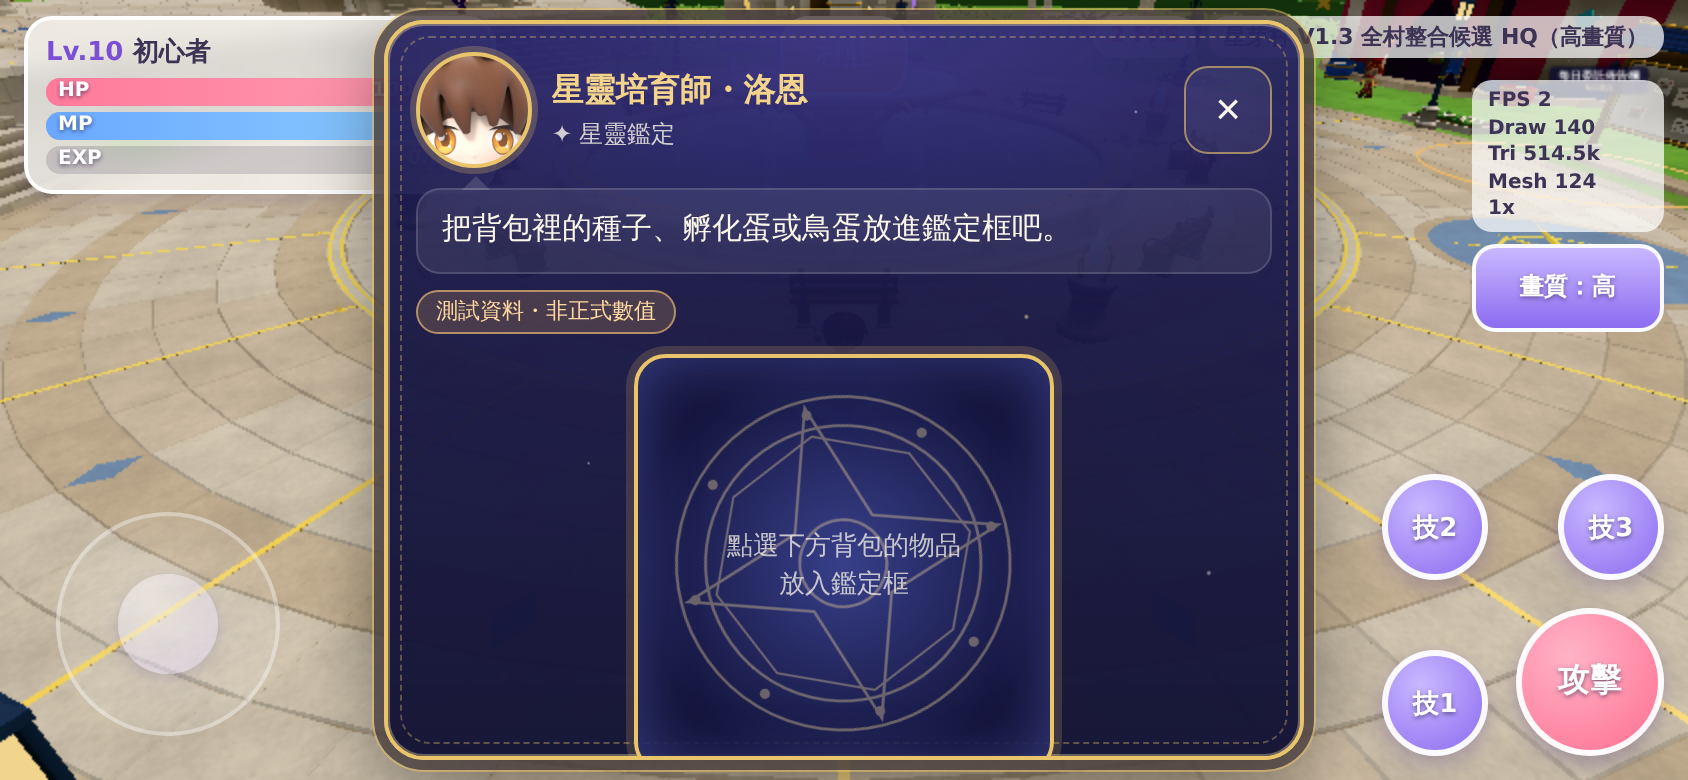 Lv.10 初心者
HP
MP
EXP
星靈培育師・洛恩
✦ 星靈鑑定
×
把背包裡的種子、孵化蛋或鳥蛋放進鑑定框吧。
測試資料・非正式數值
點選下方背包的物品
放入鑑定框
V1.3 全村整合候選 HQ（高畫質）
FPS 2
Draw 140
Tri 514.5k
Mesh 124
1x
畫質：高
技2
技3
技1
攻擊